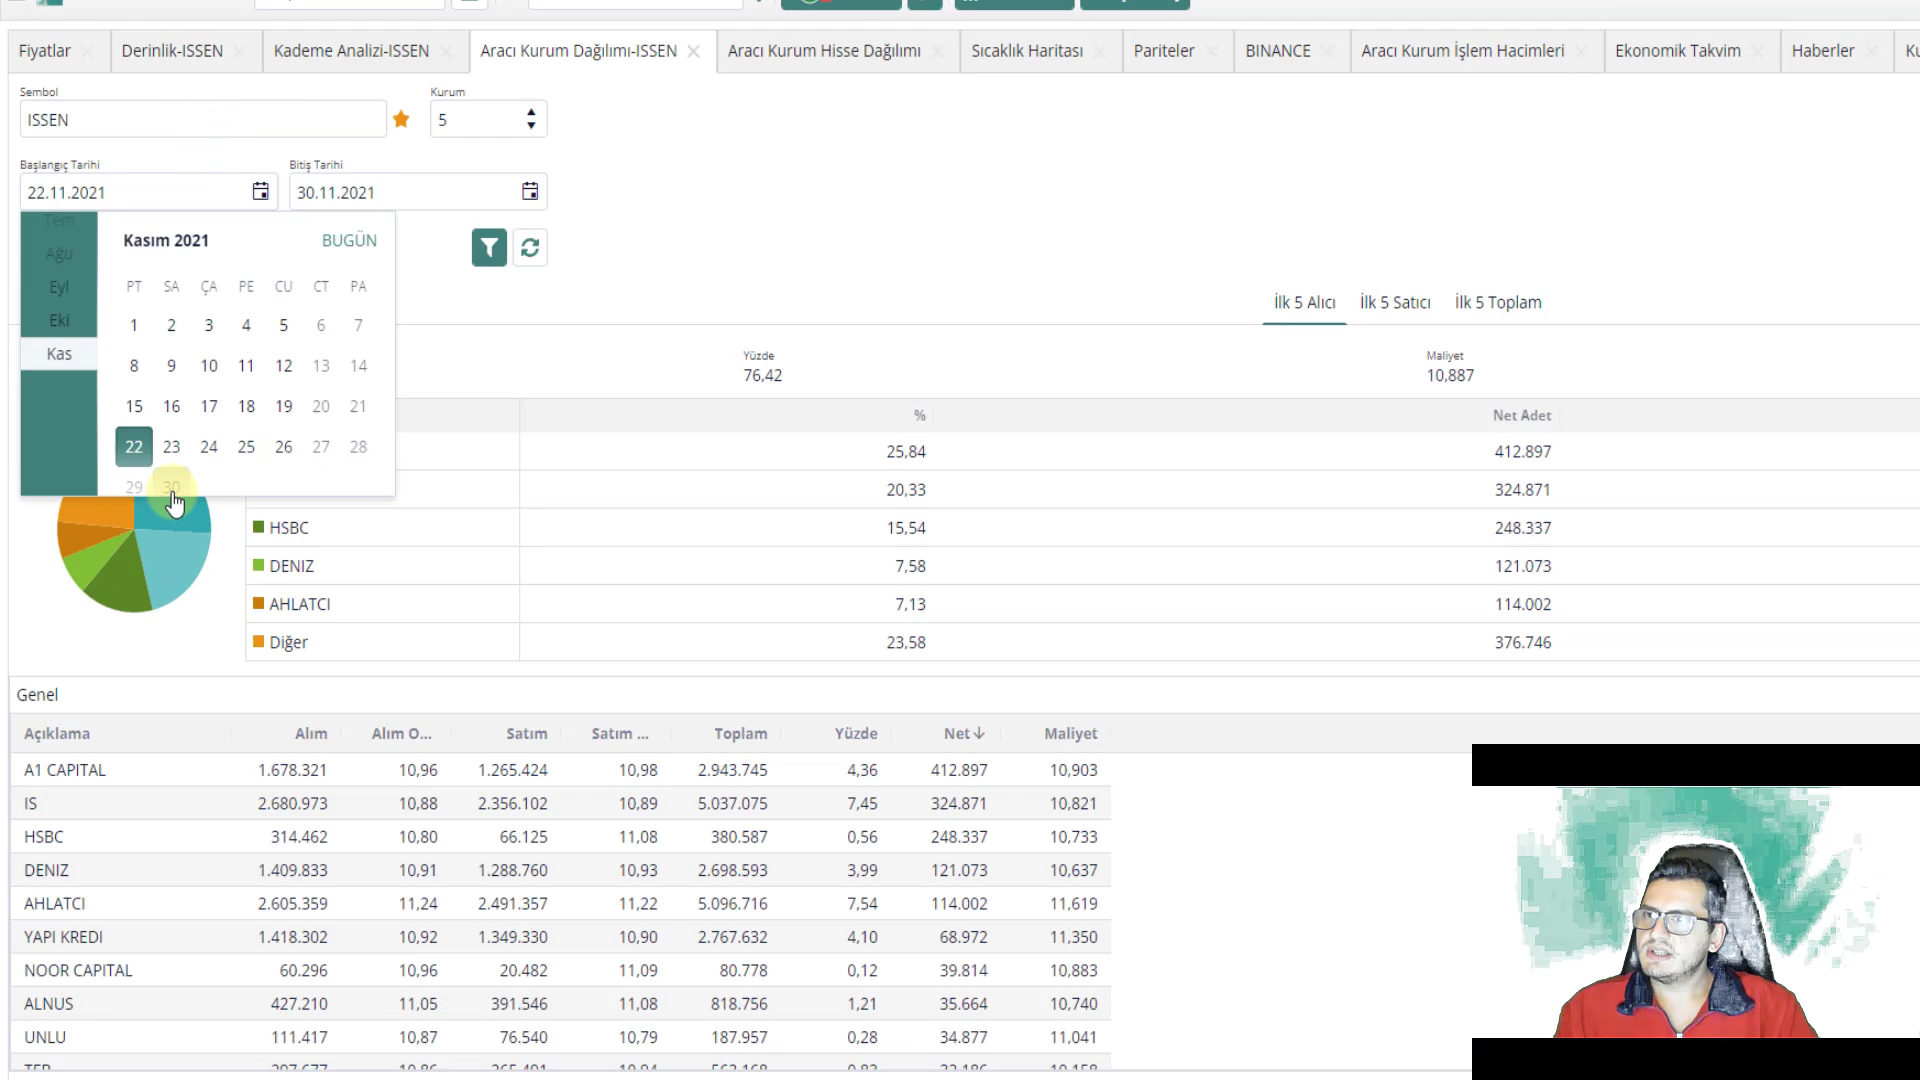 Fiyatlar
Derinlik-ISSEN
Kademe Analizi-ISSEN
Aracı Kurum Dağılımı-ISSEN
Aracı Kurum Hisse Dağılımı
Sıcaklık Haritası
Pariteler
BINANCE
Aracı Kurum İşlem Hacimleri
Ekonomik Takvim
Haberler
Sembol
Kurum
ISSEN
5
Başlangıç Tarihi
Bitiş Tarihi
22.11.2021
30.11.2021
Tem
Ağu
Eyl
Eki
Kas
Kasım 2021 BUGÜN
PT SA ÇA PE CU CT PA
1 2 3 4 5 6 7
8 9 10 11 12 13 14
15 16 17 18 19 20 21
22 23 24 25 26 27 28
29 30
İlk 5 Alıcı İlk 5 Satıcı İlk 5 Toplam
Yüzde Maliyet
76,42 10,887
% Net Adet
25,84 412.897
20,33 324.871
HSBC 15,54 248.337
DENIZ 7,58 121.073
AHLATCI 7,13 114.002
Diğer 23,58 376.746
Genel
Açıklama Alım Alım O... Satım Satım ... Toplam Yüzde Net Maliyet
A1 CAPITAL 1.678.321 10,96 1.265.424 10,98 2.943.745 4,36 412.897 10,903
IS 2.680.973 10,88 2.356.102 10,89 5.037.075 7,45 324.871 10,821
HSBC 314.462 10,80 66.125 11,08 380.587 0,56 248.337 10,733
DENIZ 1.409.833 10,91 1.288.760 10,93 2.698.593 3,99 121.073 10,637
AHLATCI 2.605.359 11,24 2.491.357 11,22 5.096.716 7,54 114.002 11,619
YAPI KREDI 1.418.302 10,92 1.349.330 10,90 2.767.632 4,10 68.972 11,350
NOOR CAPITAL 60.296 10,96 20.482 11,09 80.778 0,12 39.814 10,883
ALNUS 427.210 11,05 391.546 11,08 818.756 1,21 35.664 10,740
UNLU 111.417 10,87 76.540 10,79 187.957 0,28 34.877 11,041